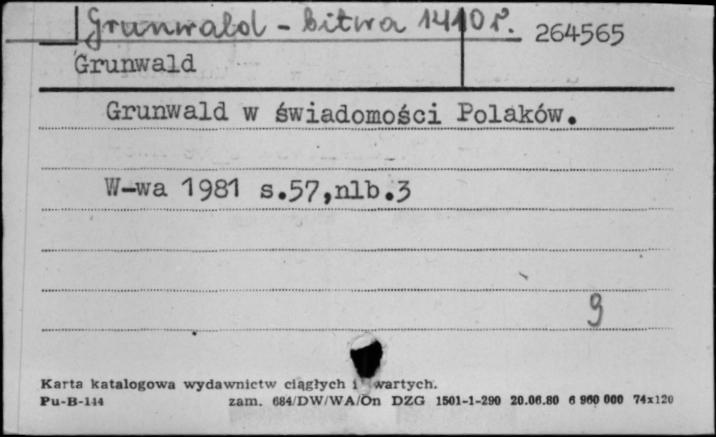 Grunwald - bitwa 1410 r. 264565
Grunwald
Grunwald w świadomości Polaków.
W-wa 1981 s.57,nlb.3
9
Karta katalogowa wydawnictw ciągłych i wartych.
Pu-B-144 zam. 684/DW/WA/On DZG 1501-1-290 20.06.80 6 960 000 74x120